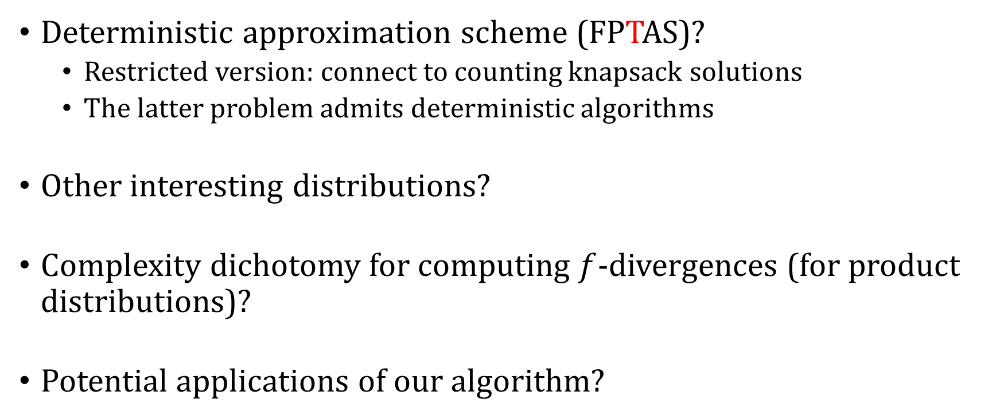 • Deterministic approximation scheme (FPTAS)?
• Restricted version: connect to counting knapsack solutions
• The latter problem admits deterministic algorithms
• Other interesting distributions?
• Complexity dichotomy for computing f-divergences (for product
distributions)?
• Potential applications of our algorithm?